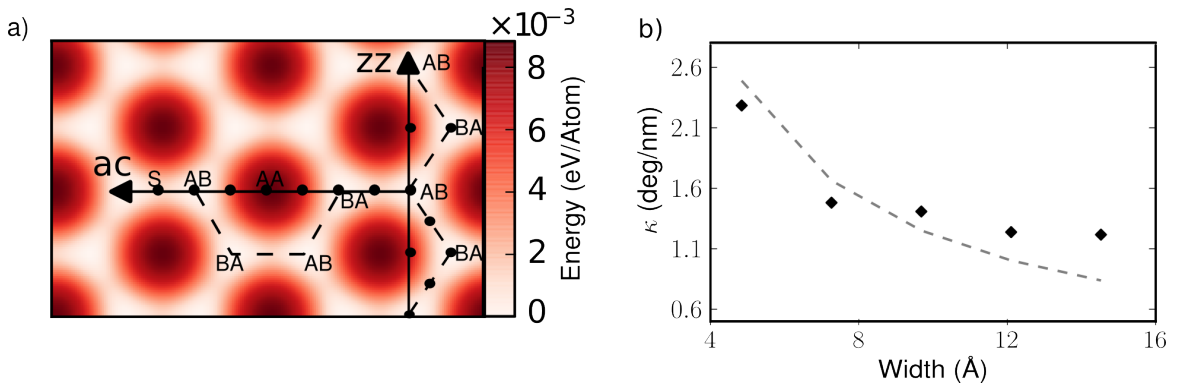 a)
×10⁻³
zz
AB
BA
ac
S
AB
AA
BA
AB
BA
AB
BA
8
6
4
2
0
Energy (eV/Atom)
b)
2.6
2.1
1.6
1.1
0.6
κ (deg/nm)
4
8
12
16
Width (Å)